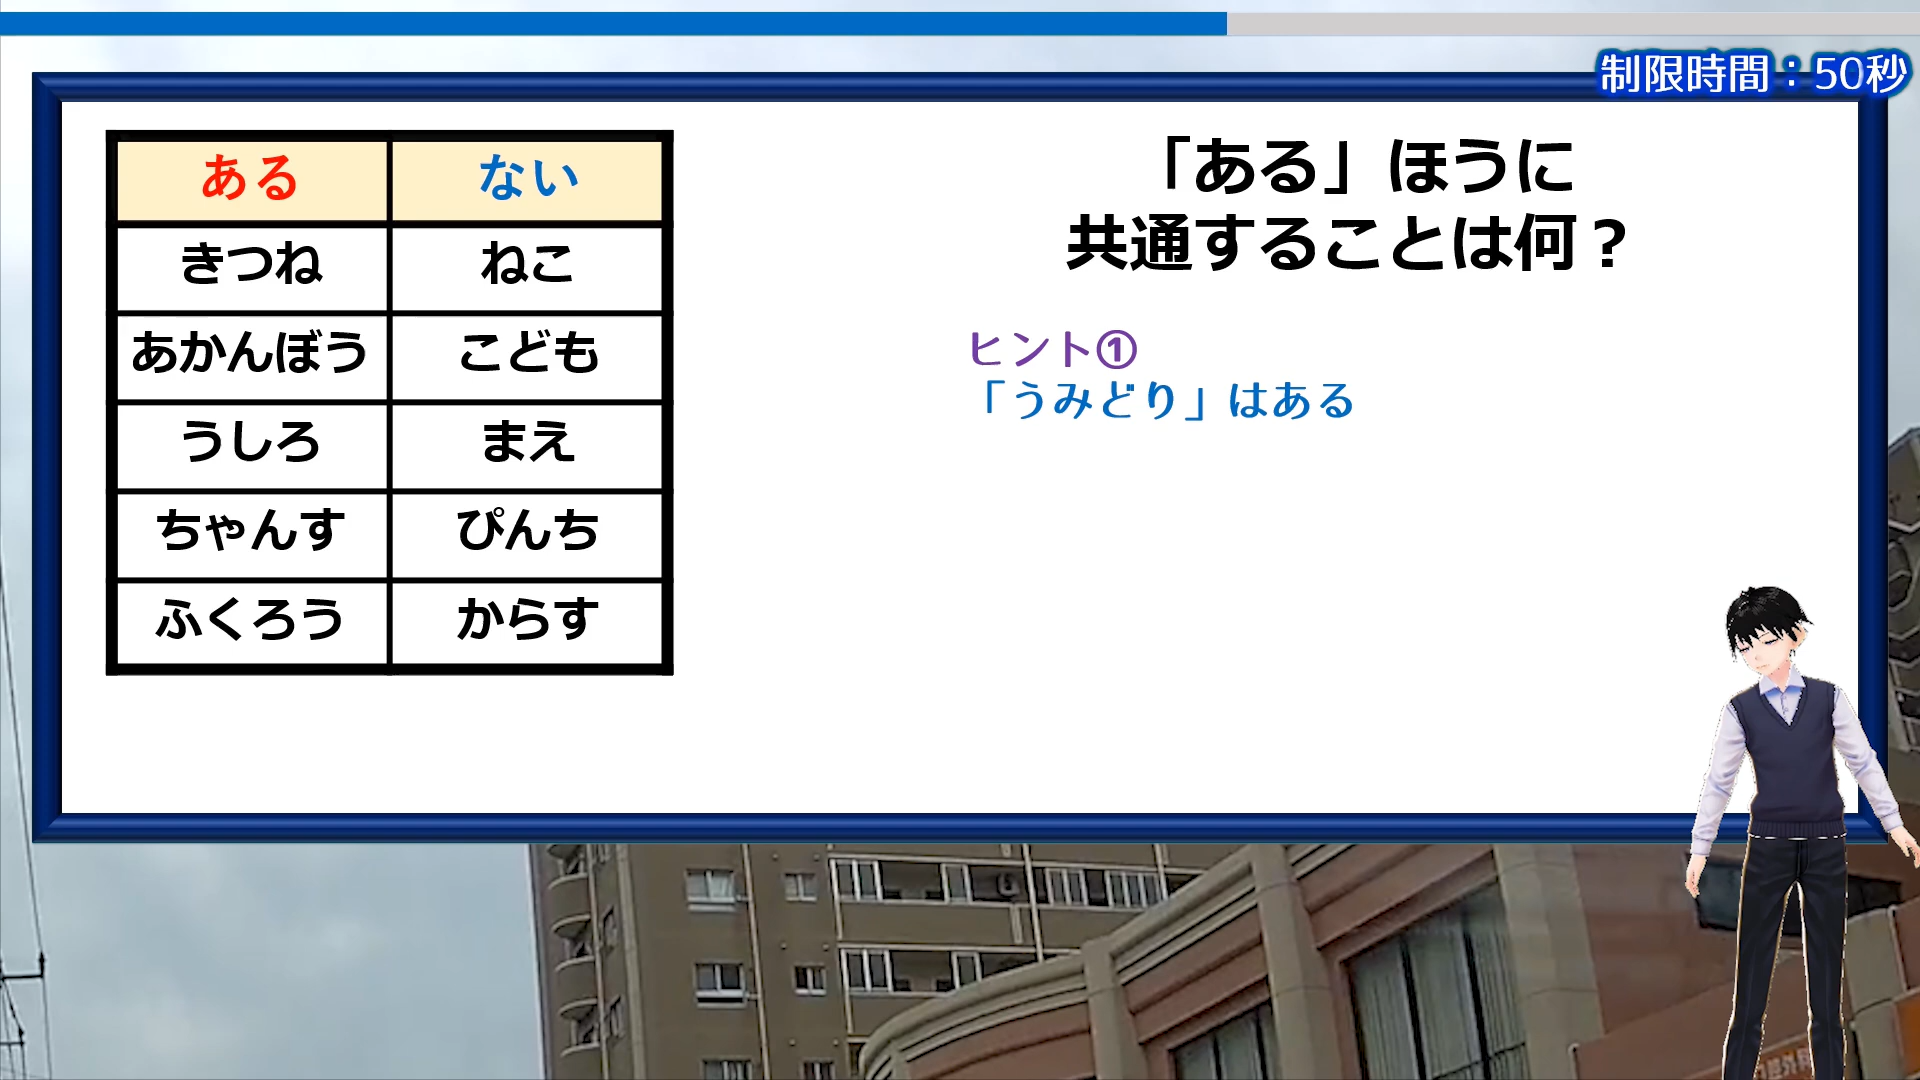 制限時間：50秒
ある ない
きつね ねこ
あかんぼう こども
うしろ まえ
ちゃんす ぴんち
ふくろう からす
「ある」ほうに
共通することは何？
ヒント①
「うみどり」はある